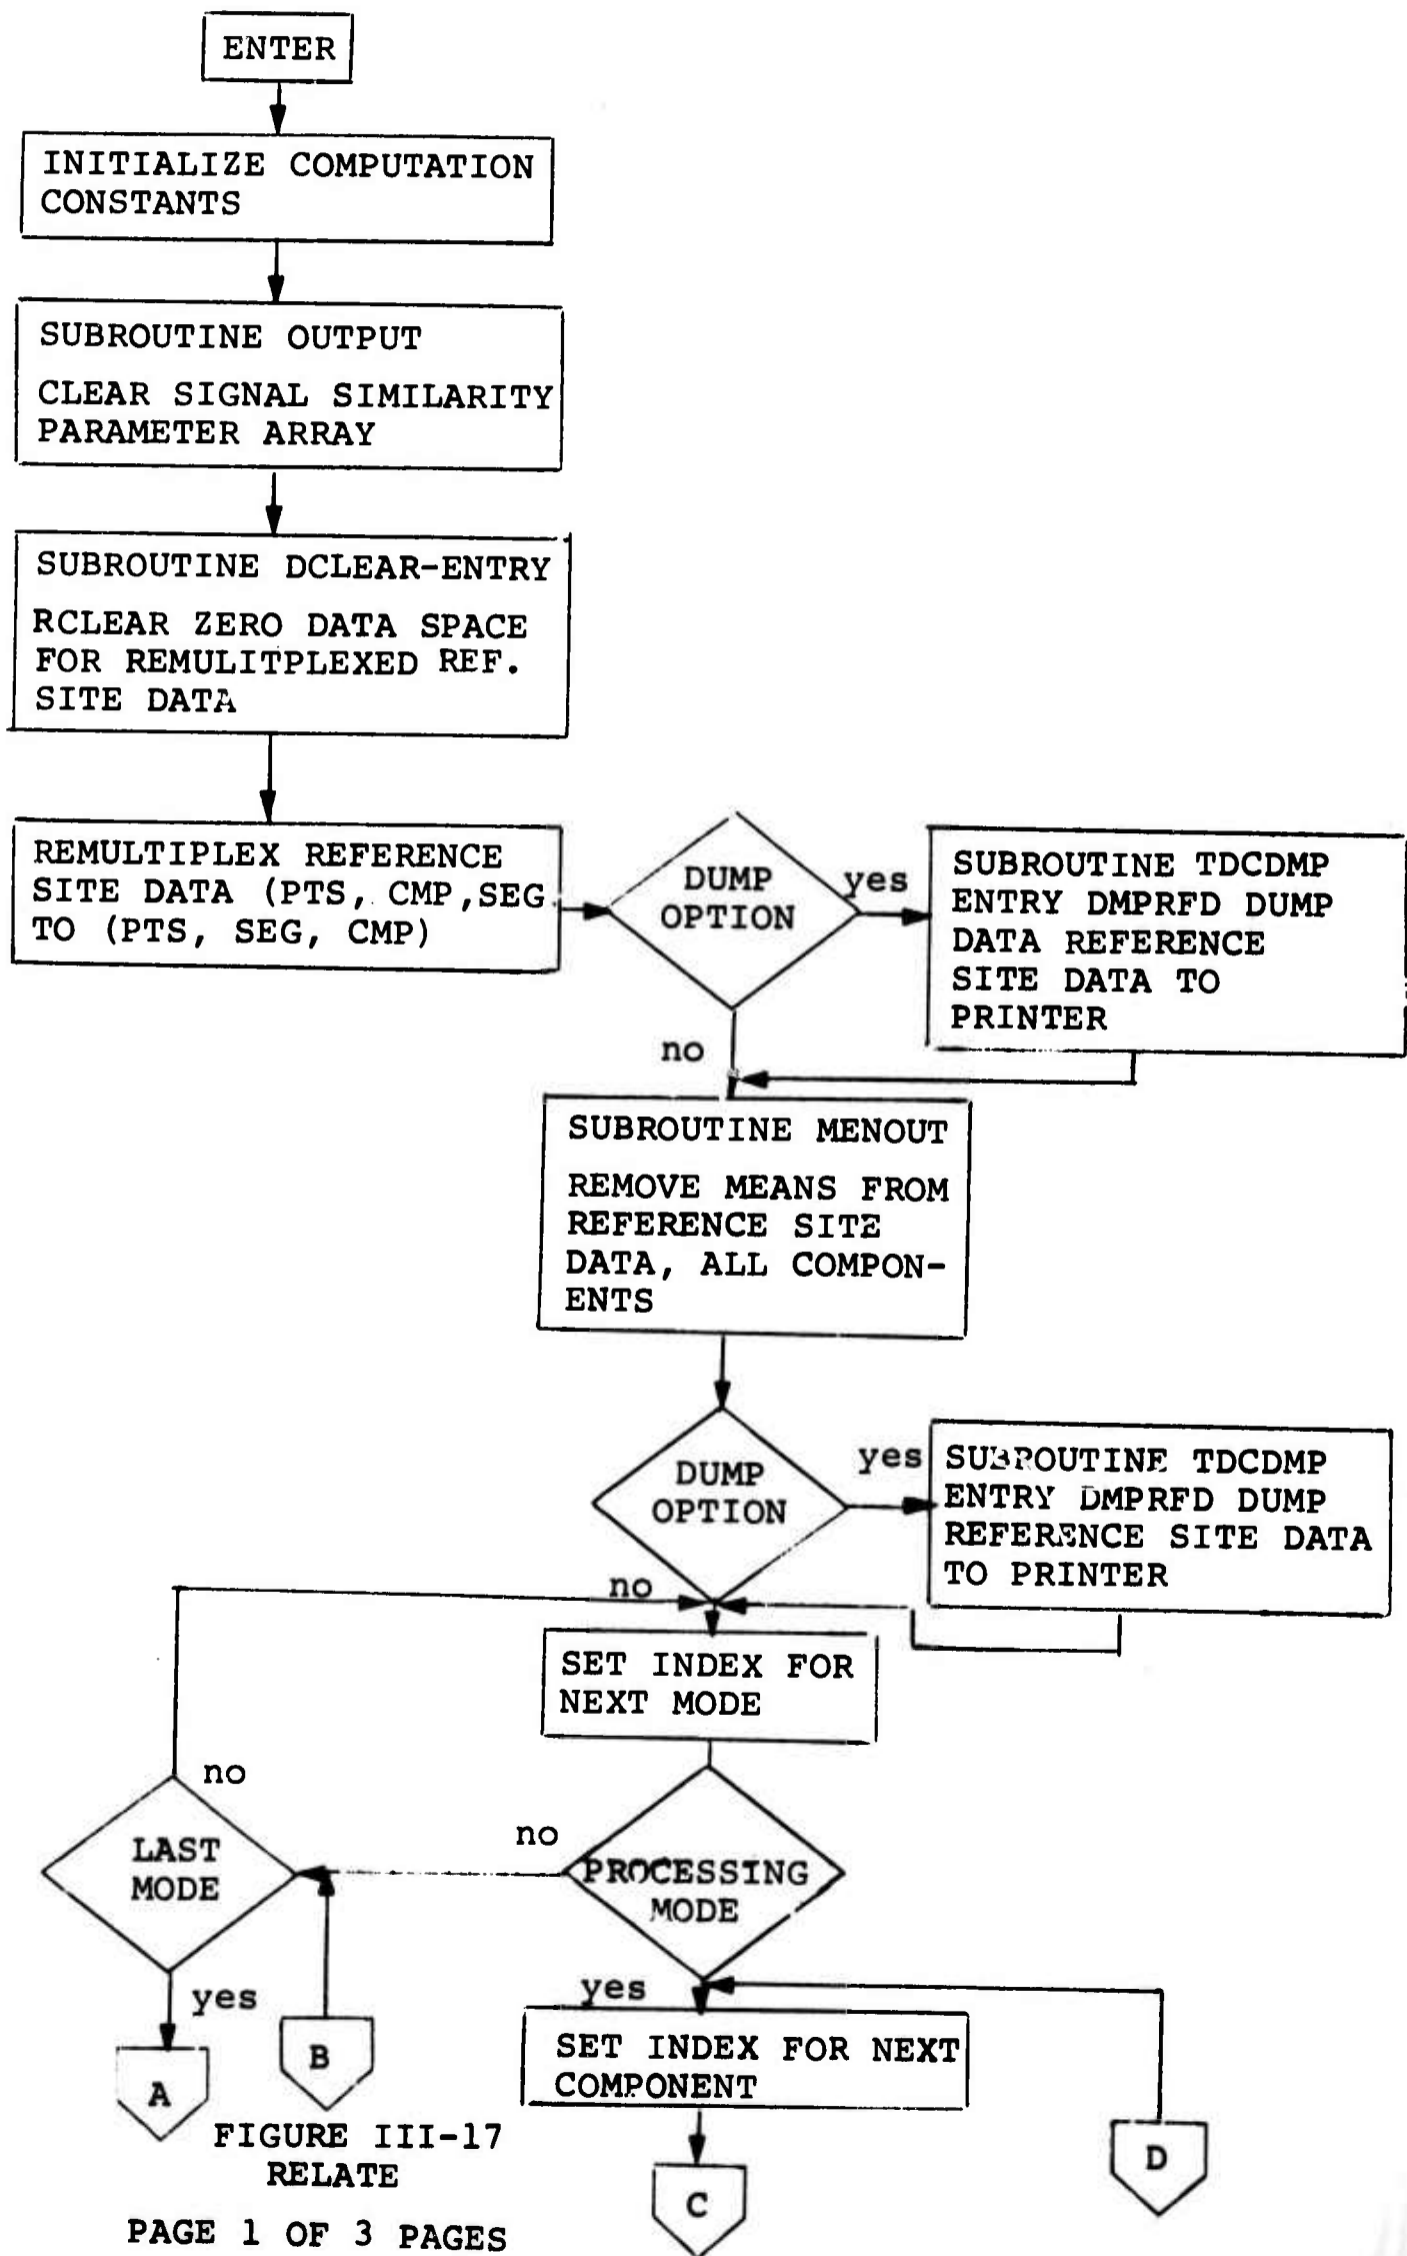 ENTER
INITIALIZE COMPUTATION
CONSTANTS
SUBROUTINE OUTPUT
CLEAR SIGNAL SIMILARITY
PARAMETER ARRAY
SUBROUTINE DCLEAR-ENTRY
RCLEAR ZERO DATA SPACE
FOR REMULITPLEXED REF.
SITE DATA
REMULTIPLEX REFERENCE
SITE DATA (PTS, CMP,SEG
TO (PTS, SEG, CMP)
DUMP
OPTION
yes
SUBROUTINE TDCDMP
ENTRY DMPRFD DUMP
DATA REFERENCE
SITE DATA TO
PRINTER
no
SUBROUTINE MENOUT
REMOVE MEANS FROM
REFERENCE SITE
DATA, ALL COMPON-
ENTS
DUMP
OPTION
yes
SUBROUTINE TDCDMP
ENTRY DMPRFD DUMP
REFERENCE SITE DATA
TO PRINTER
no
SET INDEX FOR
NEXT MODE
no
LAST
MODE
no
PROCESSING
MODE
yes
yes
SET INDEX FOR NEXT
COMPONENT
A
B
C
D
FIGURE III-17
RELATE
PAGE 1 OF 3 PAGES